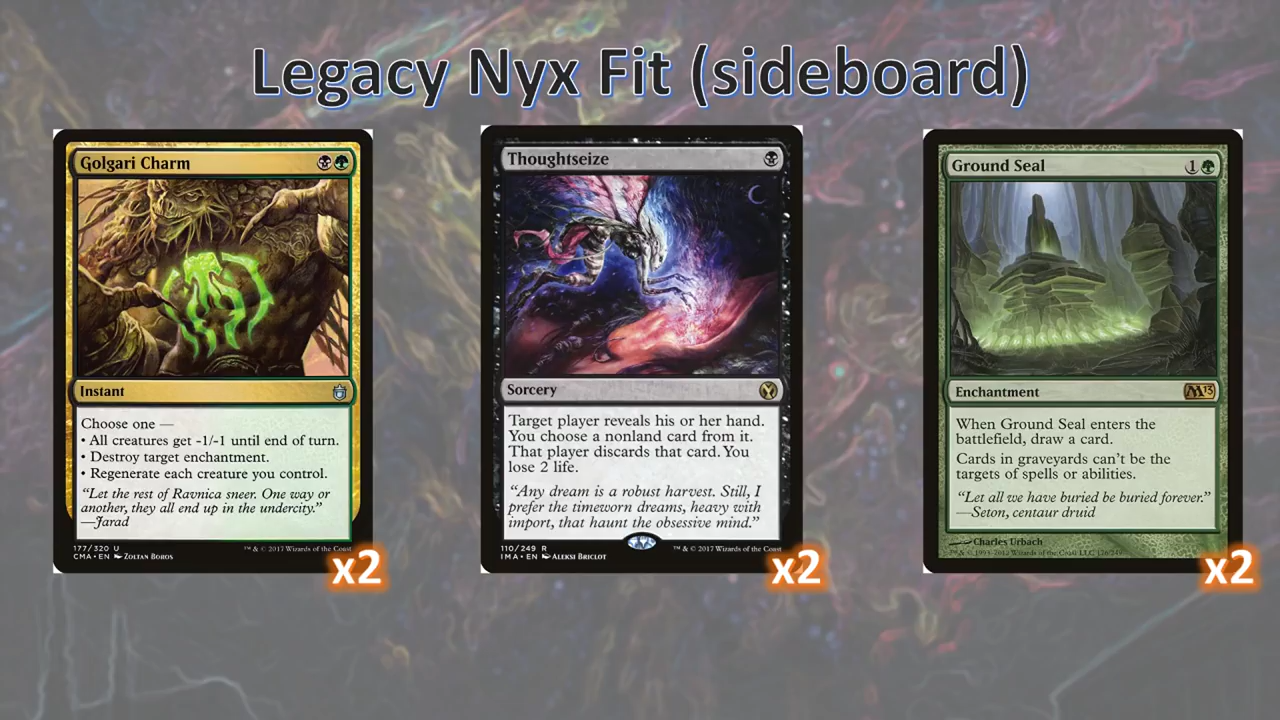 Legacy Nyx Fit (sideboard)
Golgari Charm
Instant
Choose one —
• All creatures get -1/-1 until end of turn.
• Destroy target enchantment.
• Regenerate each creature you control.
“Let the rest of Ravnica sneer. One way or
another, they all end up in the undercity.”
—Jarad
177/320 U
CMA • EN Zoltan Boros
™ & © 2017 Wizards of the Coast
x2
Thoughtseize
Sorcery
Target player reveals his or her hand.
You choose a nonland card from it.
That player discards that card. You
lose 2 life.
“Any dream is a robust harvest. Still, I
prefer the timeworn dreams, heavy with
import, that haunt the obsessive mind.”
110/249 R
IMA • EN Aleksi Briclot
™ & © 2017 Wizards of the Coast
x2
Ground Seal
1
Enchantment
M13
When Ground Seal enters the
battlefield, draw a card.
Cards in graveyards can’t be the
targets of spells or abilities.
“Let all we have buried be buried forever.”
—Seton, centaur druid
Charles Urbach
x2